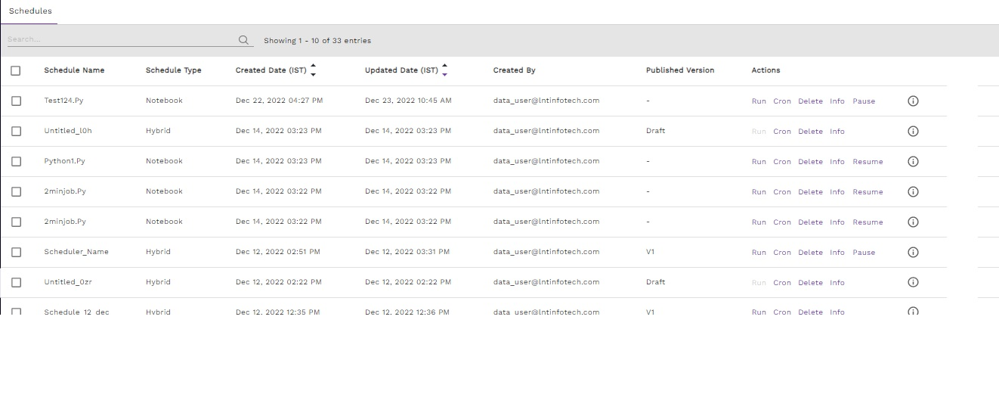 Schedules
Search...
Showing 1 - 10 of 33 entries
Schedule Name Schedule Type Created Date (IST) Updated Date (IST) Created By Published Version Actions
Test124.Py Notebook Dec 22, 2022 04:27 PM Dec 23, 2022 10:45 AM data_user@lntinfotech.com - Run Cron Delete Info Pause
Untitled_l0h Hybrid Dec 14, 2022 03:23 PM Dec 14, 2022 03:23 PM data_user@lntinfotech.com Draft Run Cron Delete Info
Python1.Py Notebook Dec 14, 2022 03:23 PM Dec 14, 2022 03:23 PM data_user@lntinfotech.com - Run Cron Delete Info Resume
2minjob.Py Notebook Dec 14, 2022 03:22 PM Dec 14, 2022 03:22 PM data_user@lntinfotech.com - Run Cron Delete Info Resume
2minjob.Py Notebook Dec 14, 2022 03:22 PM Dec 14, 2022 03:22 PM data_user@lntinfotech.com - Run Cron Delete Info Resume
Scheduler_Name Hybrid Dec 12, 2022 02:51 PM Dec 12, 2022 03:31 PM data_user@lntinfotech.com V1 Run Cron Delete Info Pause
Untitled_0zr Hybrid Dec 12, 2022 02:22 PM Dec 12, 2022 02:22 PM data_user@lntinfotech.com Draft Run Cron Delete Info
Schedule_12_dec Hybrid Dec 12, 2022 12:35 PM Dec 12, 2022 12:36 PM data_user@lntinfotech.com V1 Run Cron Delete Info